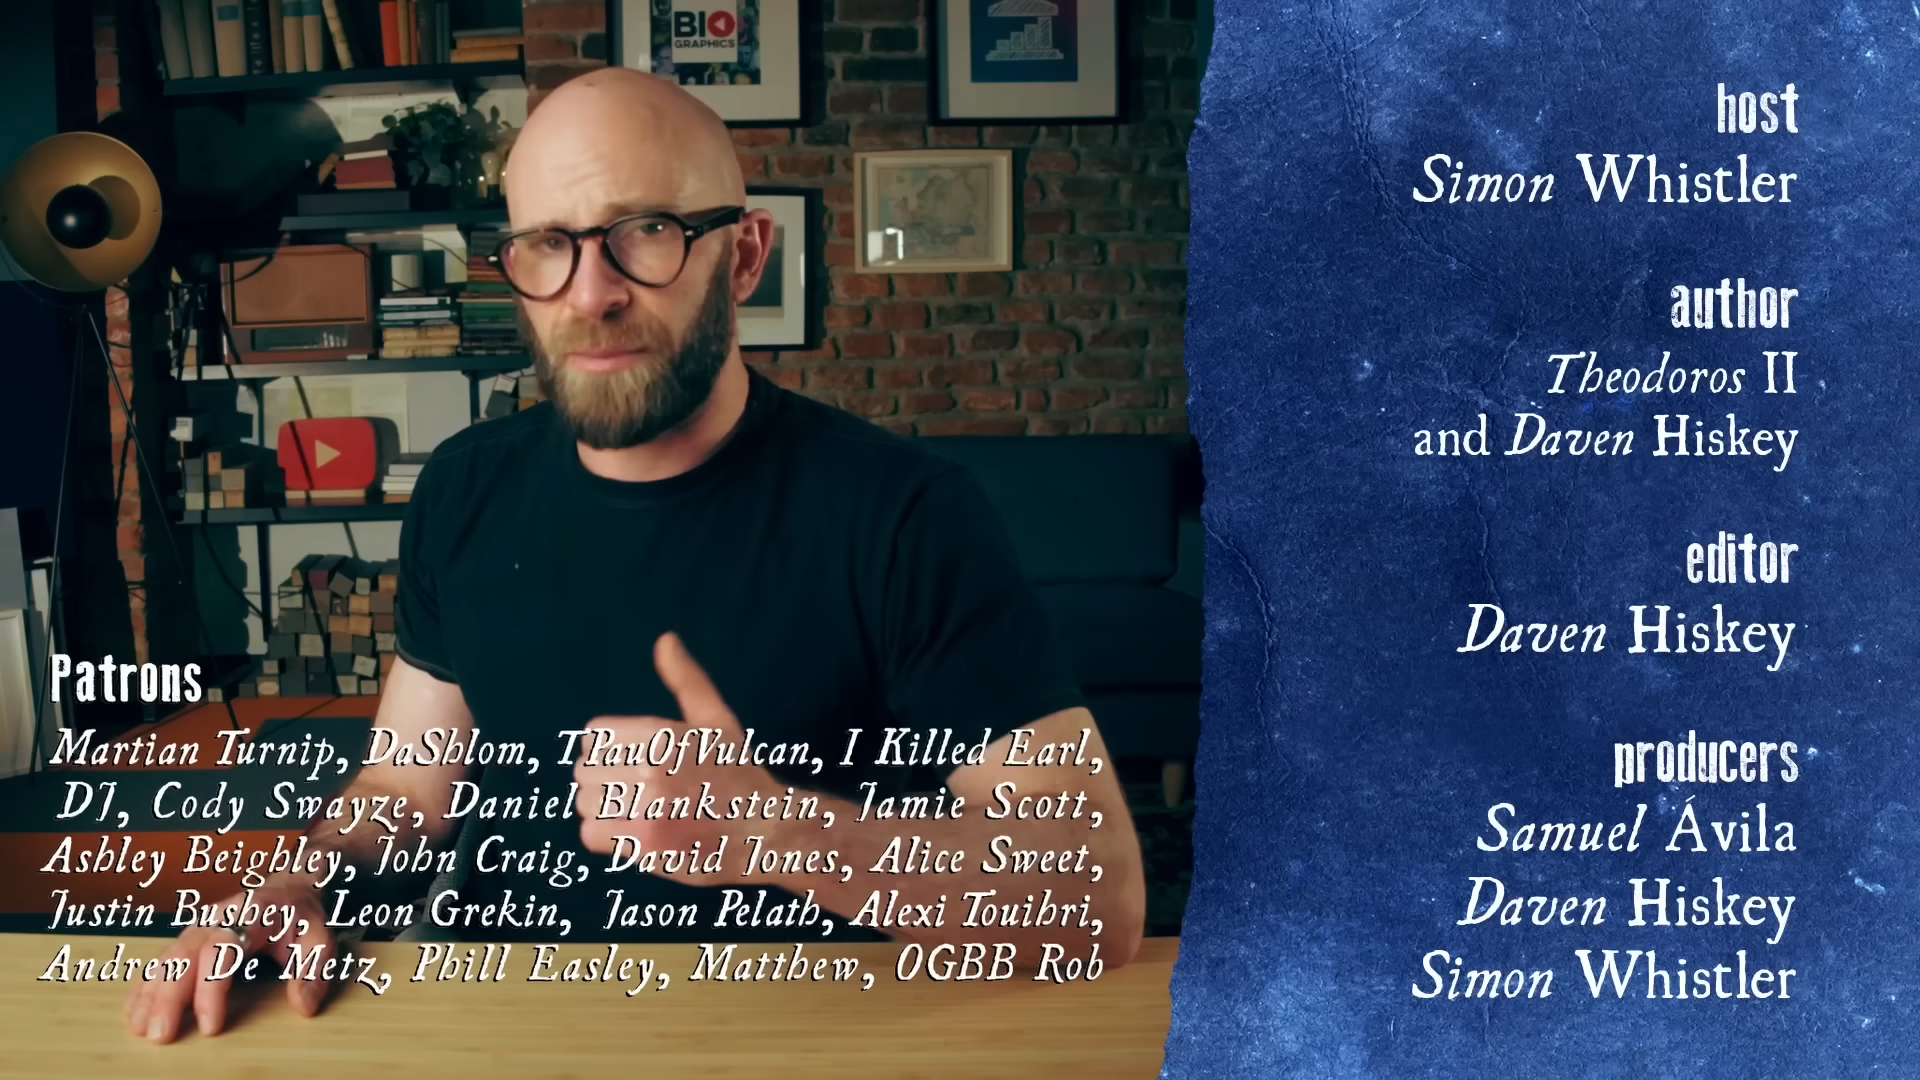 BIO
GRAPHICS
Patrons
Martian Turnip, DaShlom, TPauOfVulcan, I Killed Earl,
DJ, Cody Swayze, Daniel Blankstein, Jamie Scott,
Ashley Beighley, John Craig, David Jones, Alice Sweet,
Justin Bushey, Leon Grekin, Jason Pelath, Alexi Touihri,
Andrew De Metz, Phill Easley, Matthew, OGBB Rob
host
Simon Whistler
author
Theodoros II
and Daven Hiskey
editor
Daven Hiskey
producers
Samuel Ávila
Daven Hiskey
Simon Whistler